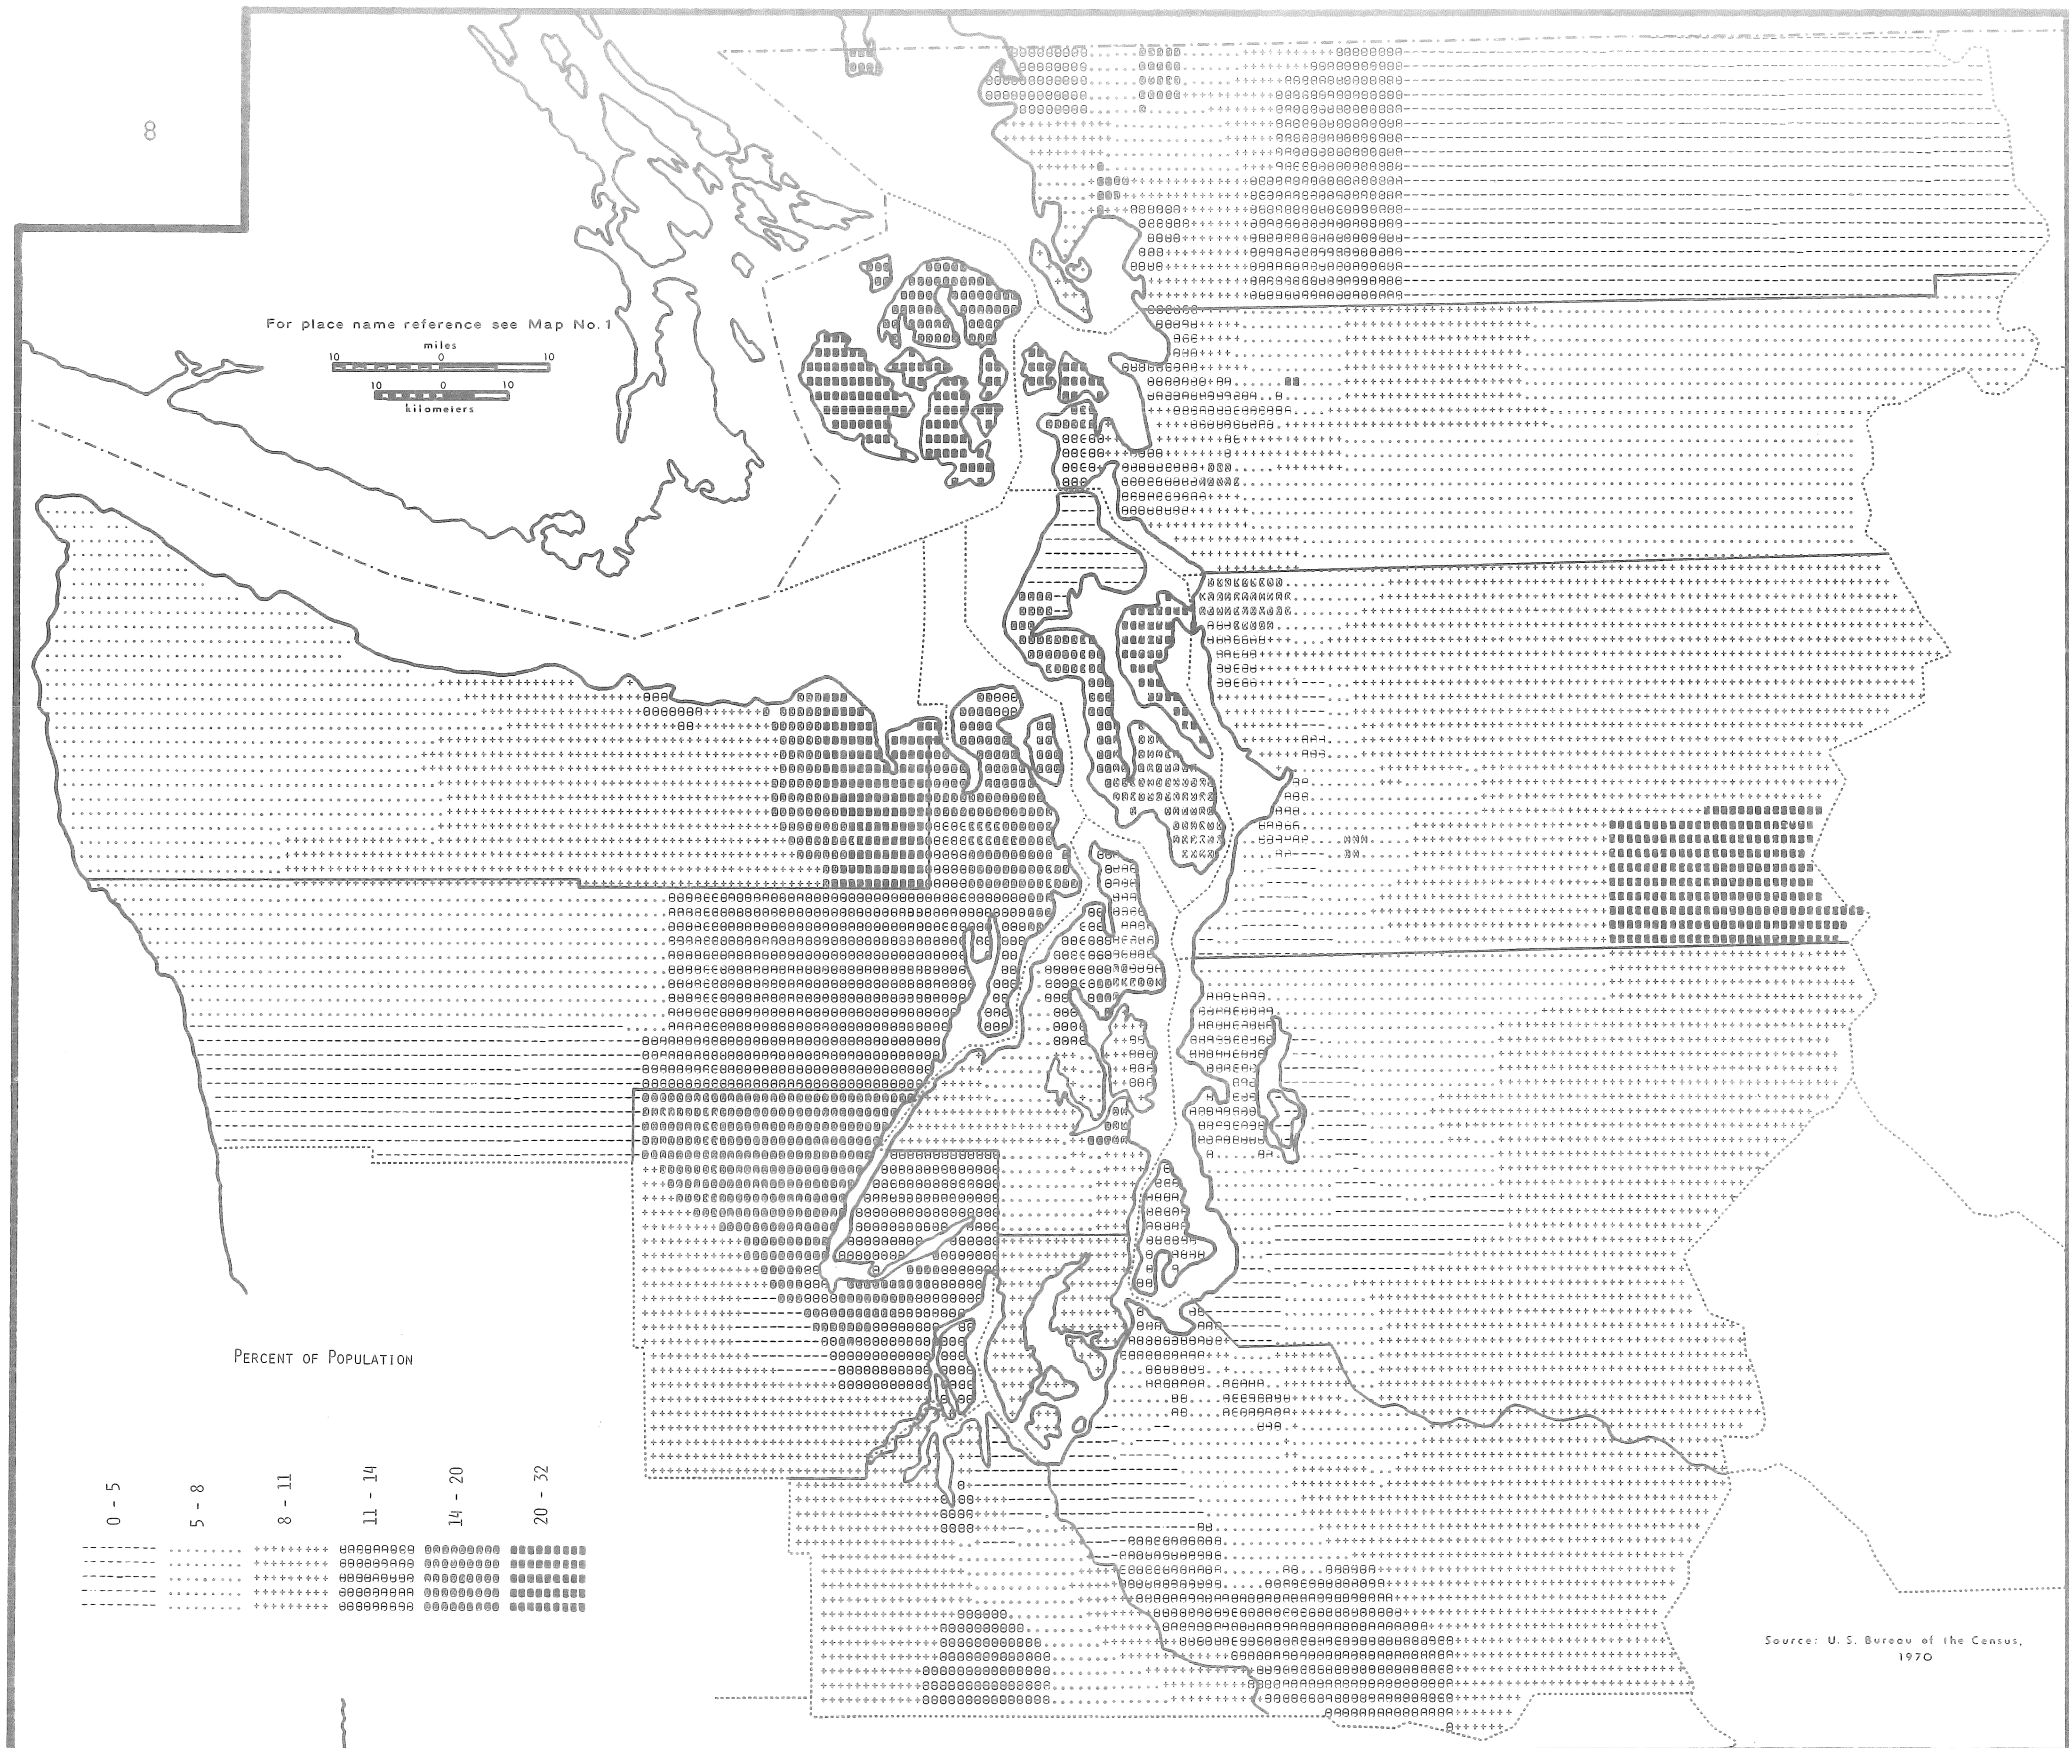 8
For place name reference see Map No. 1
miles
10 0 10
10 0 10
kilometers
PERCENT OF POPULATION
0 - 5
5 - 8
8 - 11
11 - 14
14 - 20
20 - 32
Source: U. S. Bureau of the Census,
1970